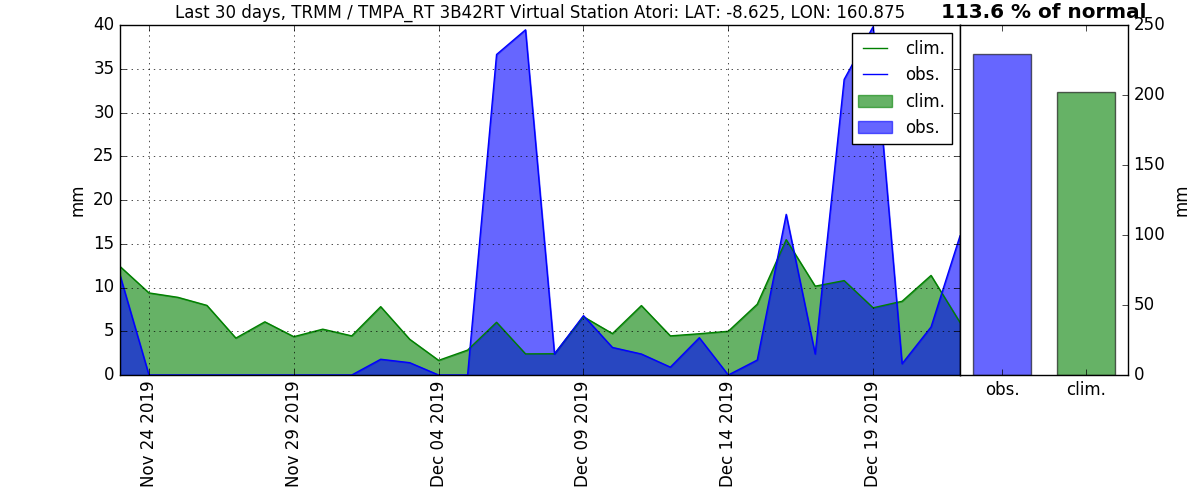 Last 30 days, TRMM / TMPA_RT 3B42RT Virtual Station Atori: LAT: -8.625, LON: 160.875
113.6 % of normal
40
35
30
25
20
15
10
5
0
mm
clim.
obs.
clim.
obs.
250
200
150
100
50
0
mm
Nov 24 2019
Nov 29 2019
Dec 04 2019
Dec 09 2019
Dec 14 2019
Dec 19 2019
obs.
clim.